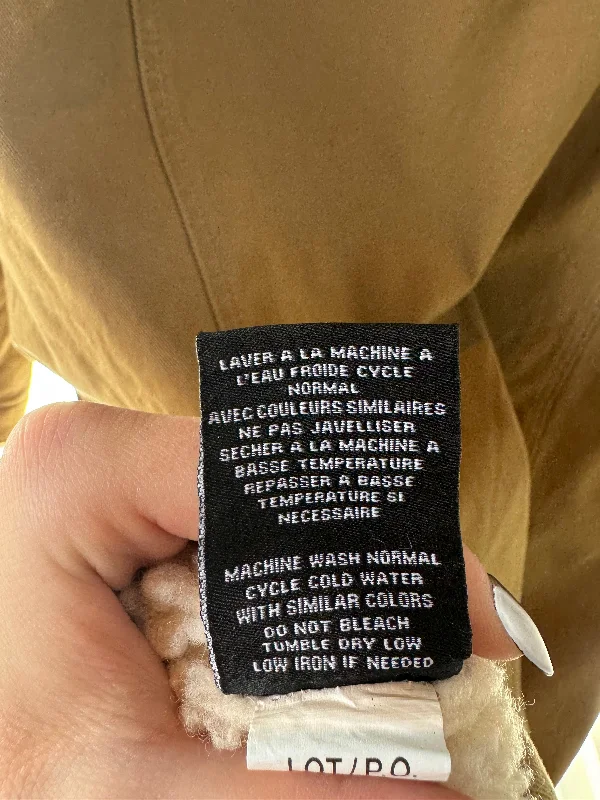 LAVER A LA MACHINE A
L'EAU FROIDE CYCLE
NORMAL
AVEC COULEURS SIMILAIRES
NE PAS JAVELLISER
SECHER A LA MACHINE A
BASSE TEMPERATURE
REPASSER A BASSE
TEMPERATURE SI
NECESSAIRE
MACHINE WASH NORMAL
CYCLE COLD WATER
WITH SIMILAR COLORS
DO NOT BLEACH
TUMBLE DRY LOW
LOW IRON IF NEEDED
LOT/P.O.